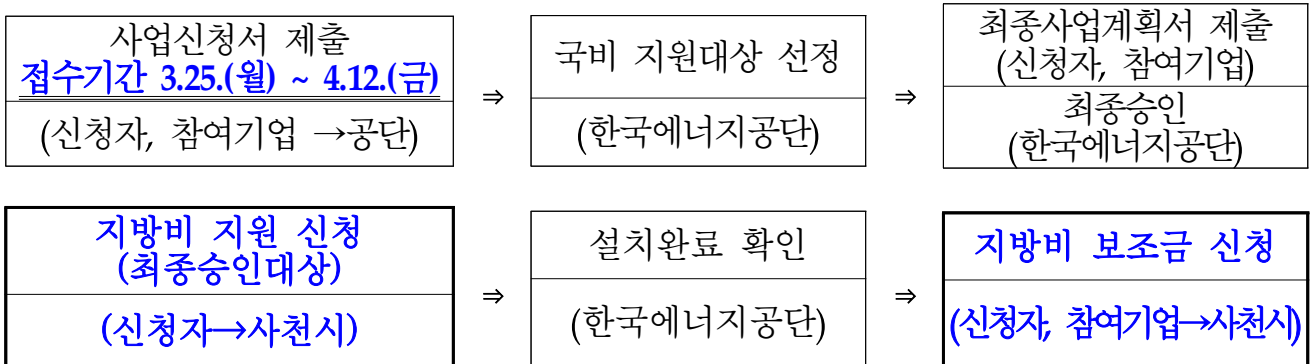 사업신청서 제출
접수기간 3.25.(월) ~ 4.12.(금)
(신청자, 참여기업 →공단)
⇒
국비 지원대상 선정
(한국에너지공단)
⇒
최종사업계획서 제출
(신청자, 참여기업)
최종승인
(한국에너지공단)
지방비 지원 신청
(최종승인대상)
(신청자→사천시)
⇒
설치완료 확인
(한국에너지공단)
⇒
지방비 보조금 신청
(신청자, 참여기업→사천시)